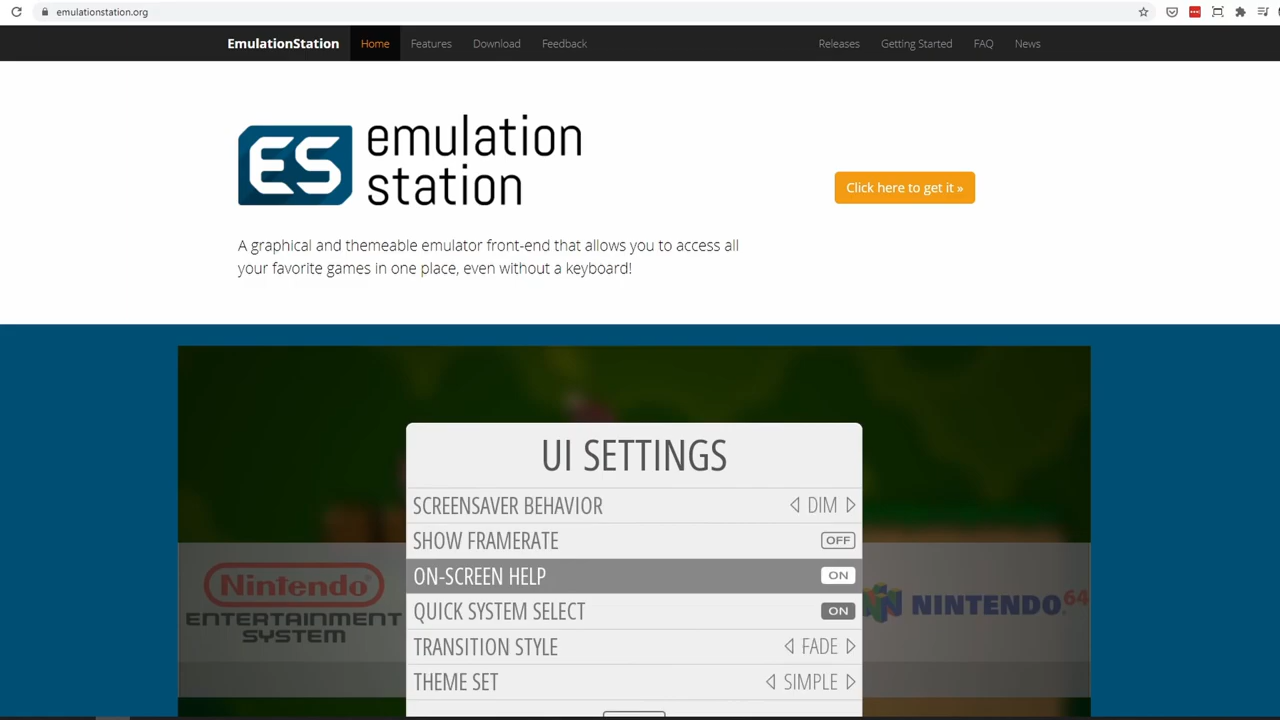 emulationstation.org
EmulationStation Home Features Download Feedback Releases Getting Started FAQ News
ES emulation
station
Click here to get it »
A graphical and themeable emulator front-end that allows you to access all
your favorite games in one place, even without a keyboard!
UI SETTINGS
SCREENSAVER BEHAVIOR DIM
SHOW FRAMERATE OFF
ON-SCREEN HELP ON
QUICK SYSTEM SELECT ON
TRANSITION STYLE FADE
THEME SET SIMPLE
Nintendo
ENTERTAINMENT
SYSTEM
NINTENDO 64